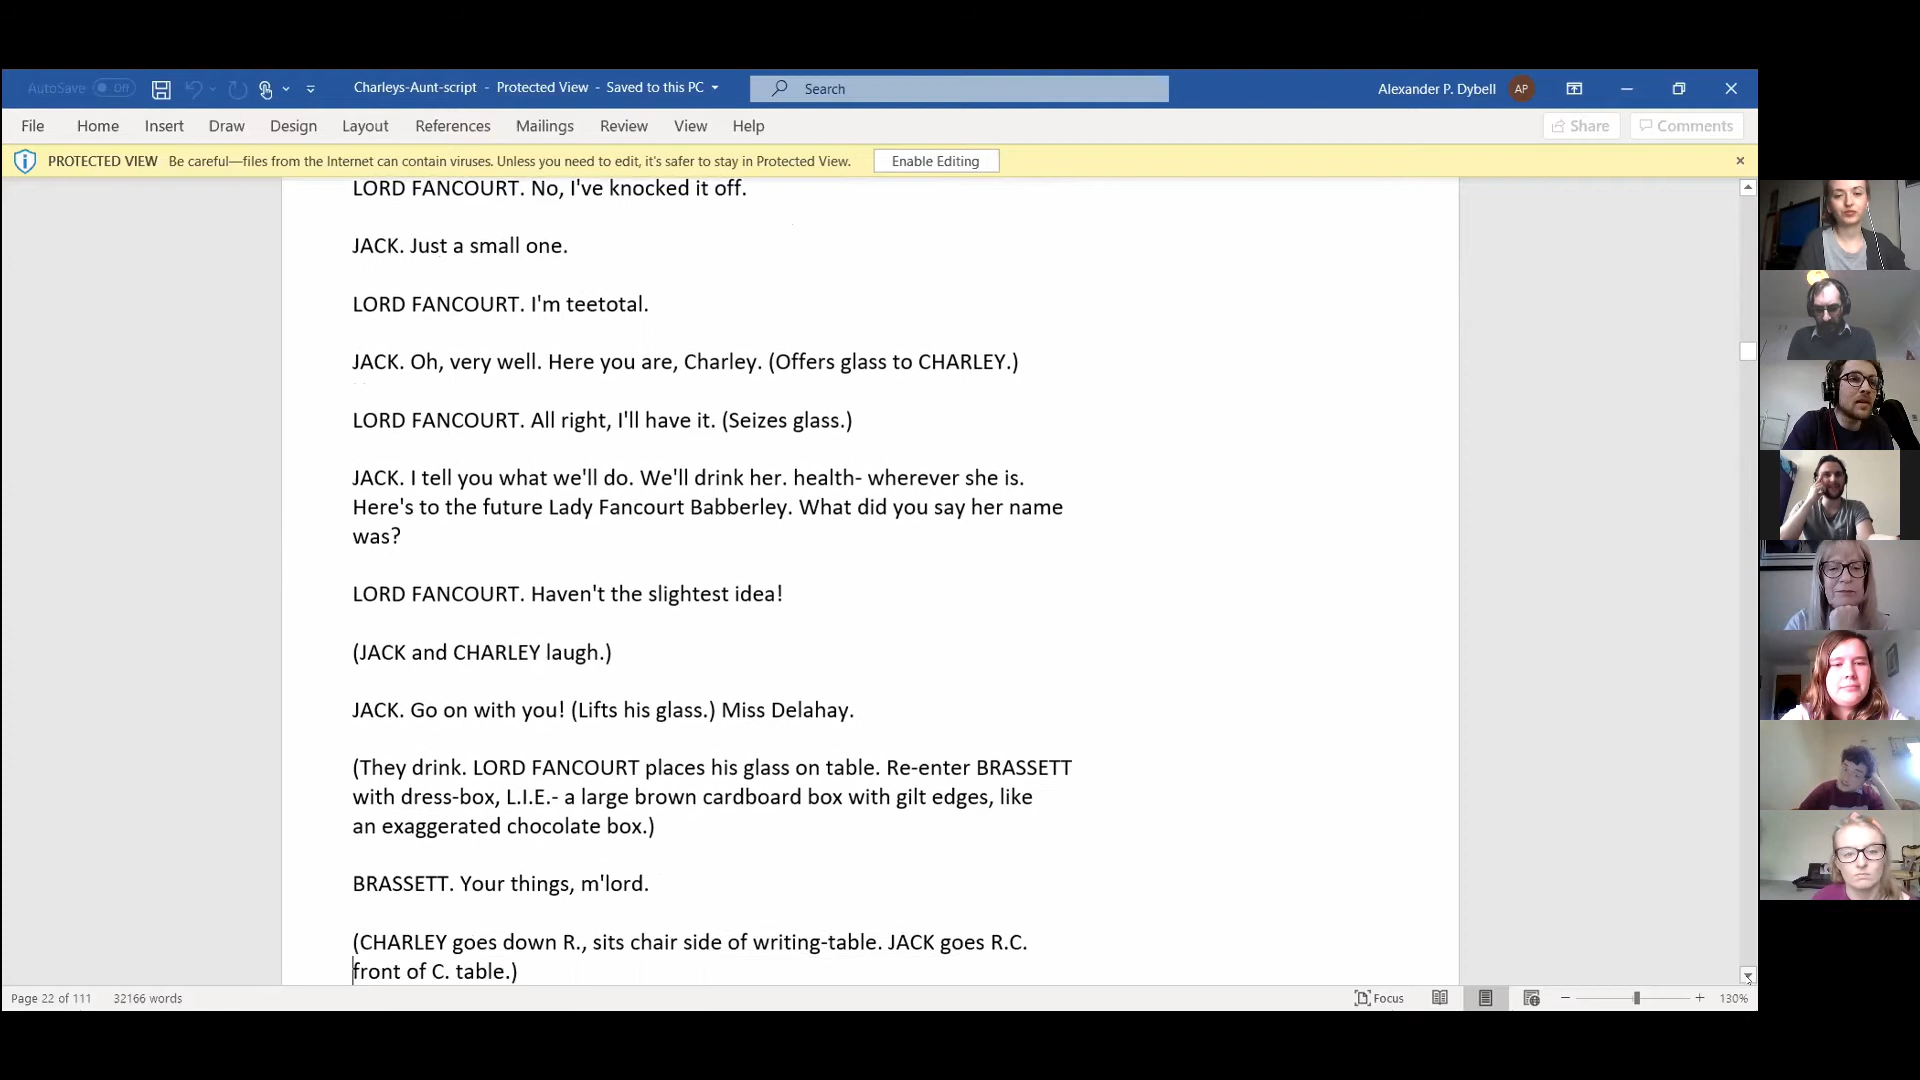 AutoSave Off
Charleys-Aunt-script - Protected View - Saved to this PC
Search
Alexander P. Dybell
AP
File Home Insert Draw Design Layout References Mailings Review View Help
Share Comments
PROTECTED VIEW Be careful—files from the Internet can contain viruses. Unless you need to edit, it's safer to stay in Protected View. Enable Editing
LORD FANCOURT. No, I've knocked it off.
JACK. Just a small one.
LORD FANCOURT. I'm teetotal.
JACK. Oh, very well. Here you are, Charley. (Offers glass to CHARLEY.)
LORD FANCOURT. All right, I'll have it. (Seizes glass.)
JACK. I tell you what we'll do. We'll drink her. health- wherever she is.
Here's to the future Lady Fancourt Babberley. What did you say her name
was?
LORD FANCOURT. Haven't the slightest idea!
(JACK and CHARLEY laugh.)
JACK. Go on with you! (Lifts his glass.) Miss Delahay.
(They drink. LORD FANCOURT places his glass on table. Re-enter BRASSETT
with dress-box, L.I.E.- a large brown cardboard box with gilt edges, like
an exaggerated chocolate box.)
BRASSETT. Your things, m'lord.
(CHARLEY goes down R., sits chair side of writing-table. JACK goes R.C.
front of C. table.)
Page 22 of 111 32166 words
Focus
130%